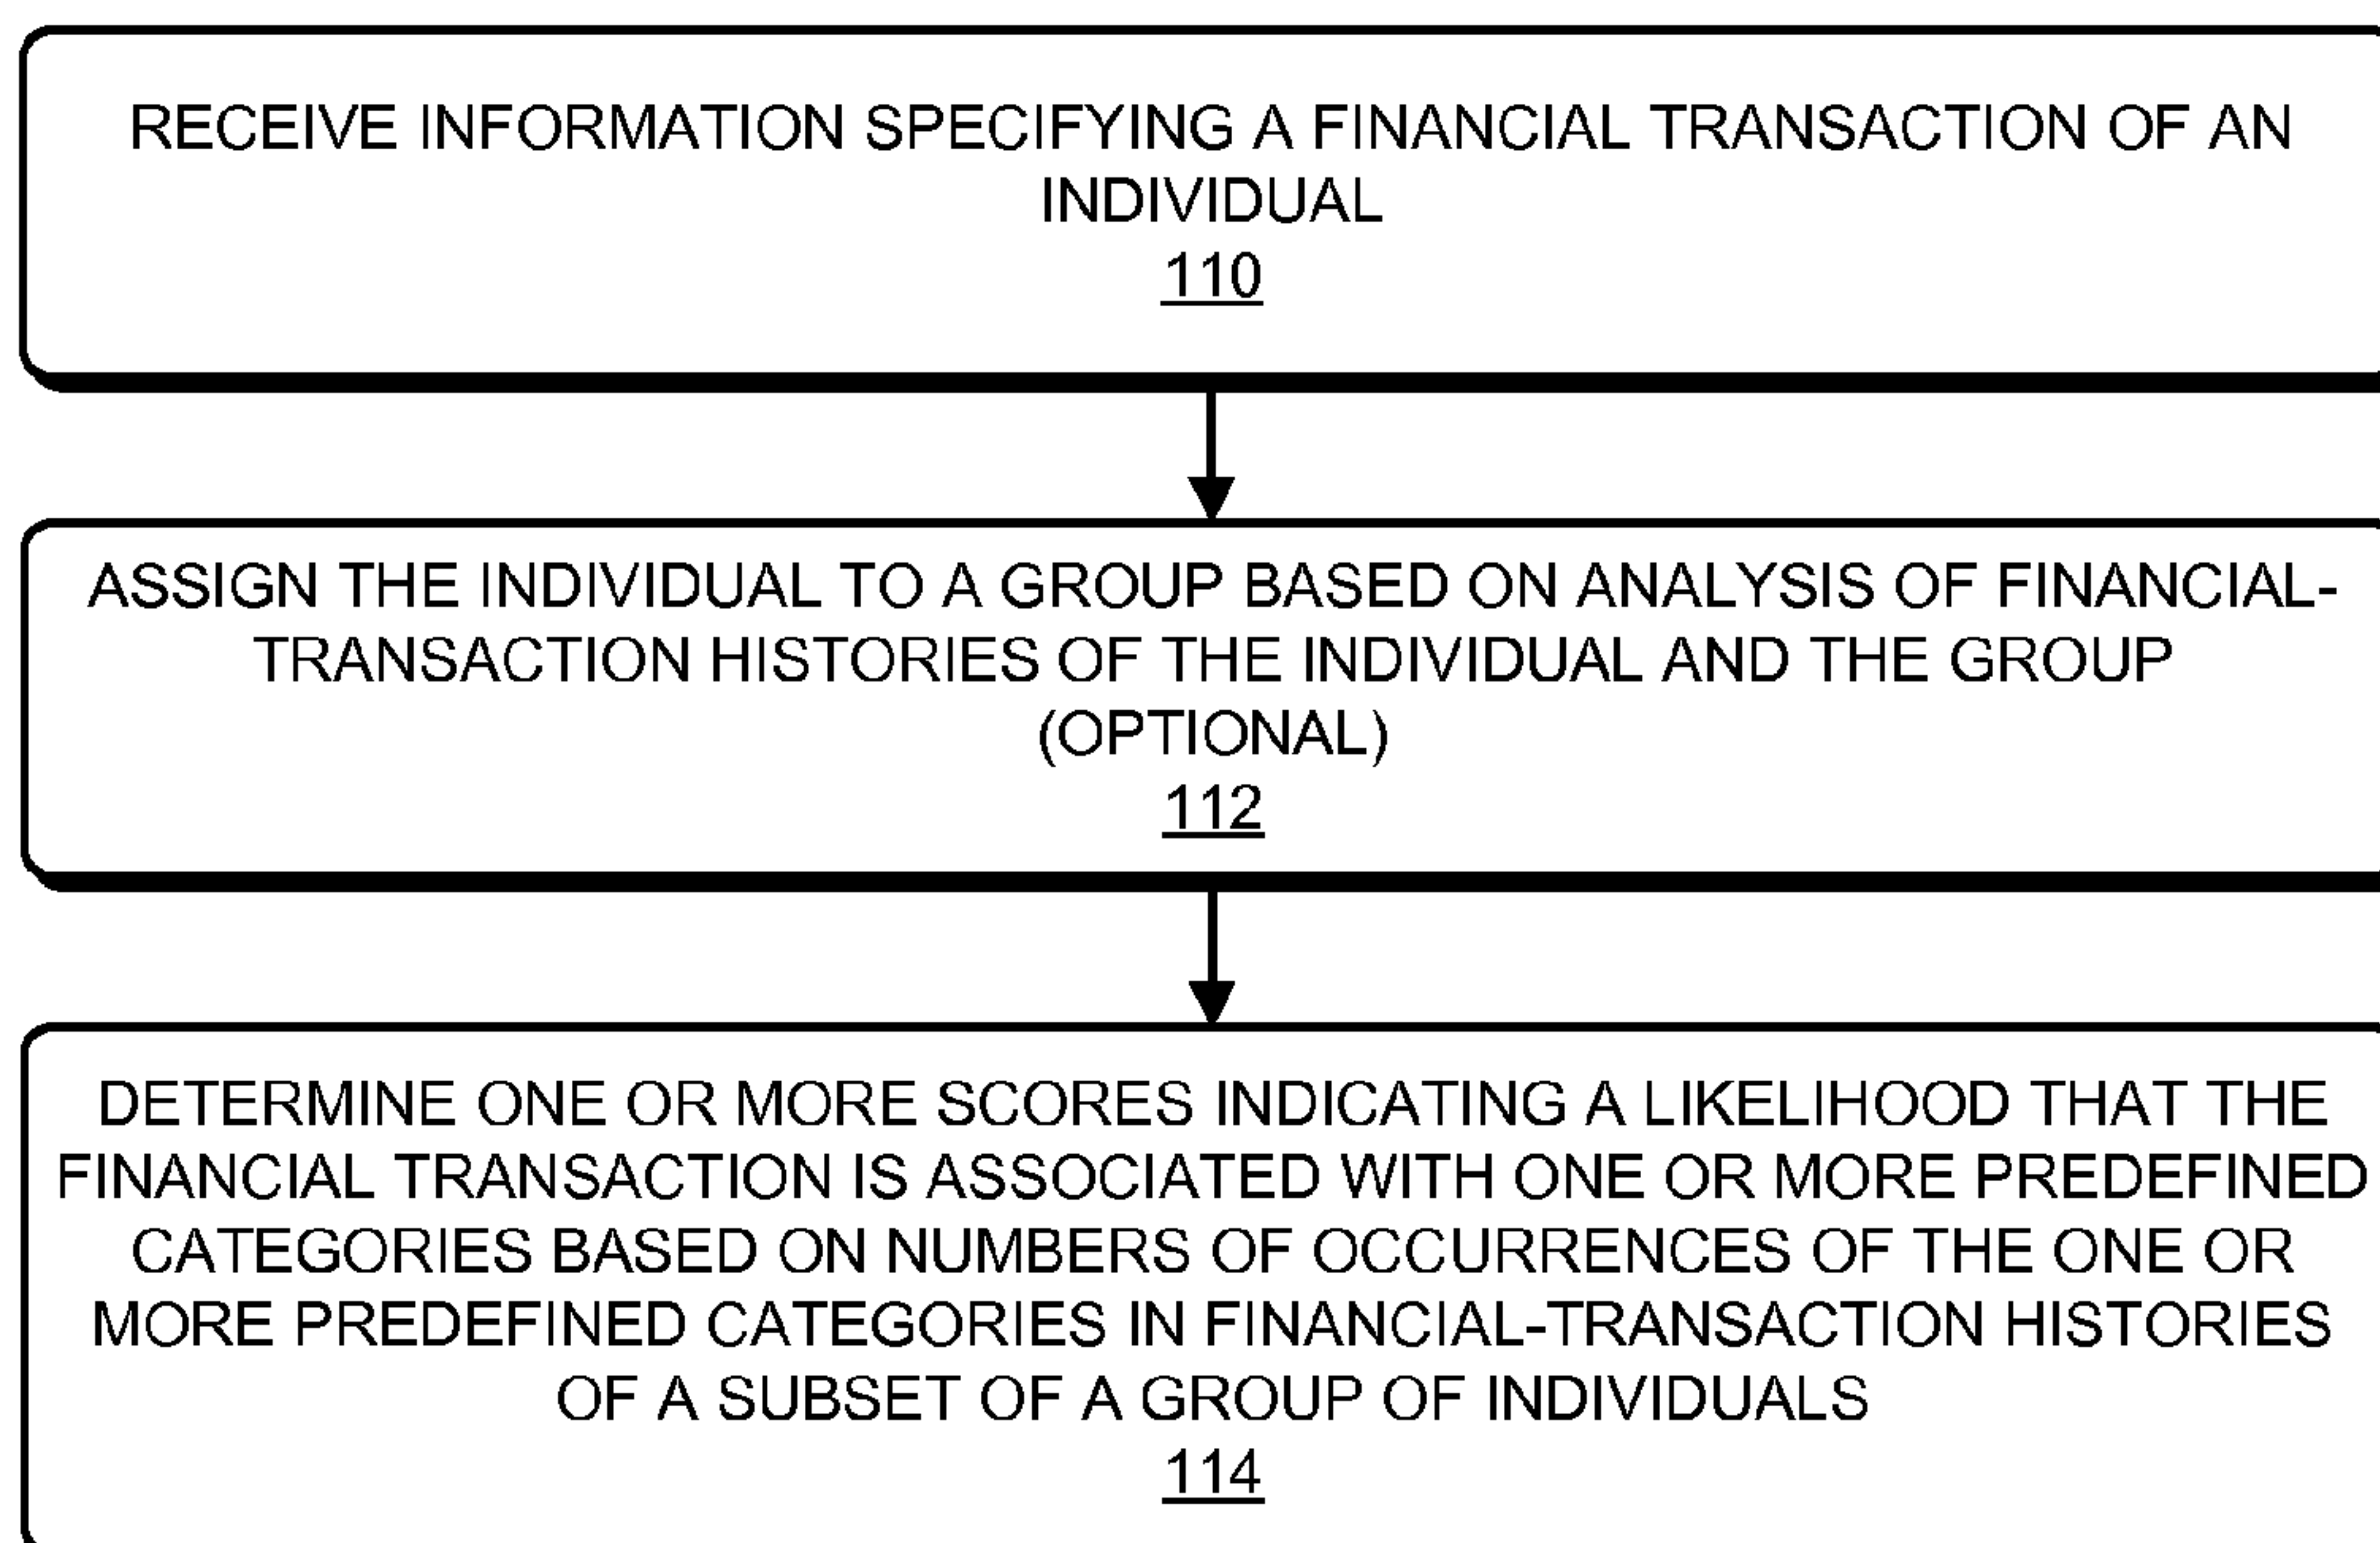 RECEIVE INFORMATION SPECIFYING A FINANCIAL TRANSACTION OF AN
INDIVIDUAL
110
ASSIGN THE INDIVIDUAL TO A GROUP BASED ON ANALYSIS OF FINANCIAL-
TRANSACTION HISTORIES OF THE INDIVIDUAL AND THE GROUP
(OPTIONAL)
112
DETERMINE ONE OR MORE SCORES INDICATING A LIKELIHOOD THAT THE
FINANCIAL TRANSACTION IS ASSOCIATED WITH ONE OR MORE PREDEFINED
CATEGORIES BASED ON NUMBERS OF OCCURRENCES OF THE ONE OR
MORE PREDEFINED CATEGORIES IN FINANCIAL-TRANSACTION HISTORIES
OF A SUBSET OF A GROUP OF INDIVIDUALS
114